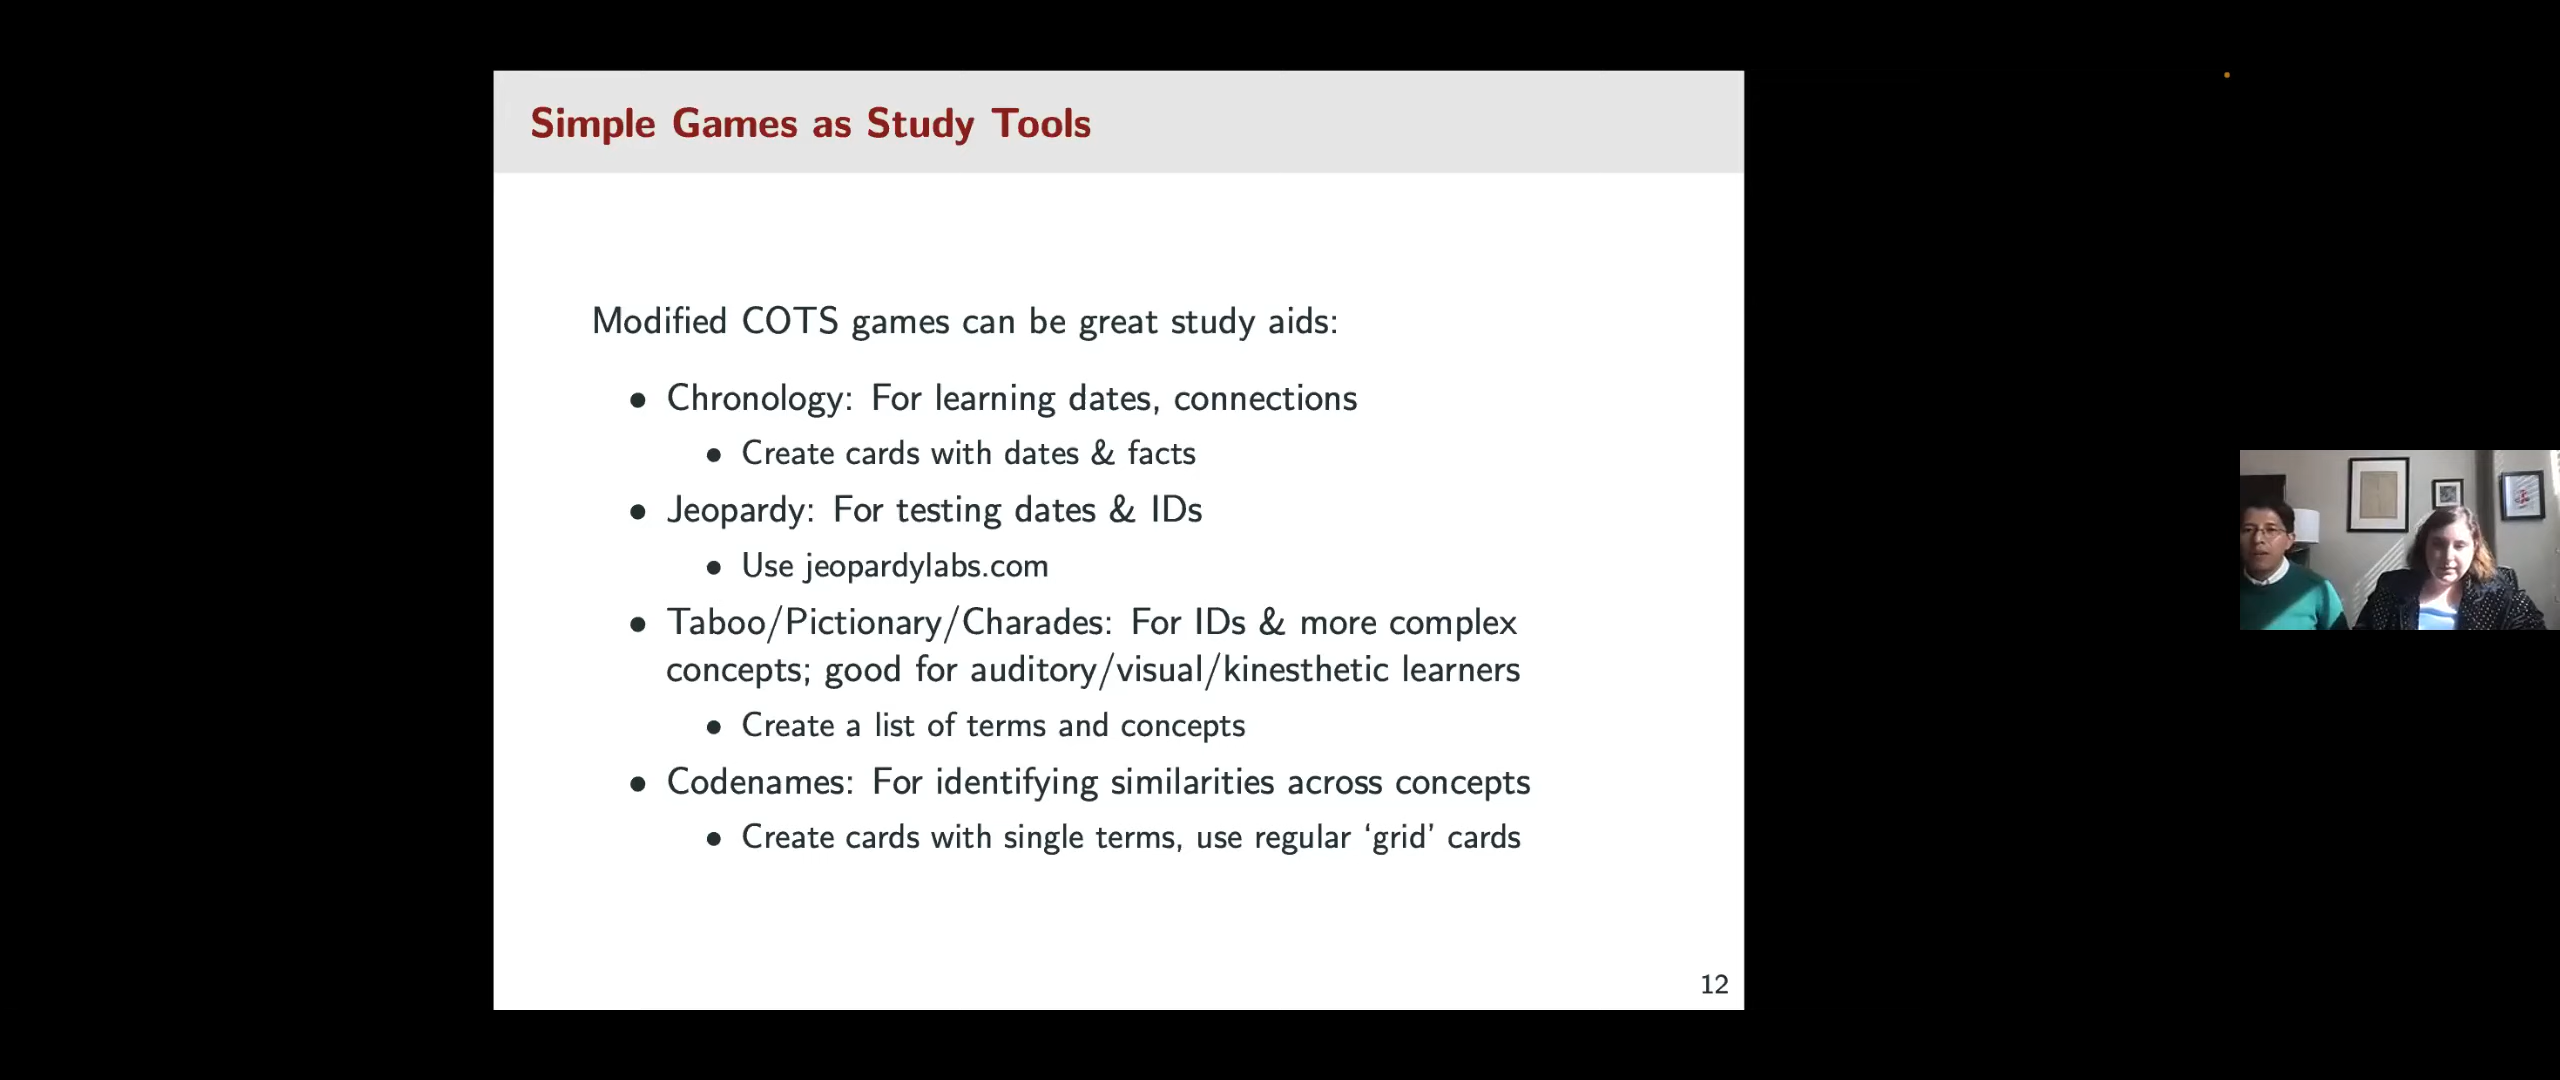 Simple Games as Study Tools
Modified COTS games can be great study aids:
• Chronology: For learning dates, connections
• Create cards with dates & facts
• Jeopardy: For testing dates & IDs
• Use jeopardylabs.com
• Taboo/Pictionary/Charades: For IDs & more complex
concepts; good for auditory/visual/kinesthetic learners
• Create a list of terms and concepts
• Codenames: For identifying similarities across concepts
• Create cards with single terms, use regular ‘grid’ cards
12